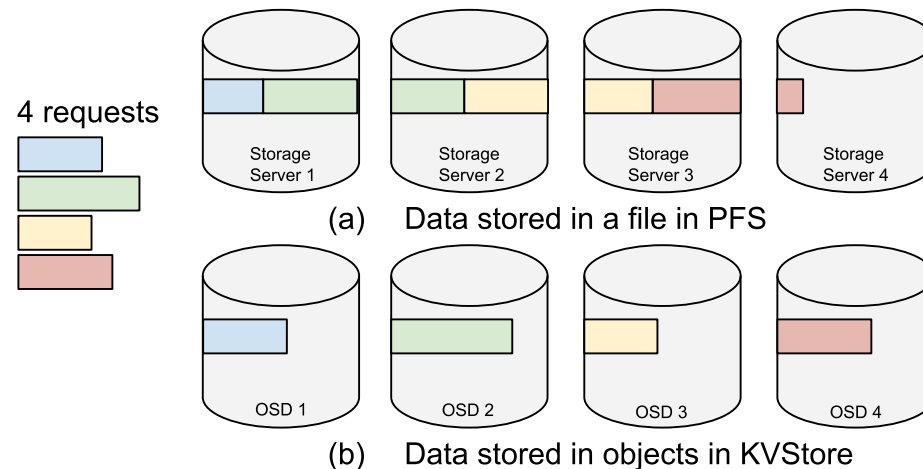 4 requests
Storage
Server 1
Storage
Server 2
Storage
Server 3
Storage
Server 4
(a) Data stored in a file in PFS
OSD 1
OSD 2
OSD 3
OSD 4
(b) Data stored in objects in KVStore